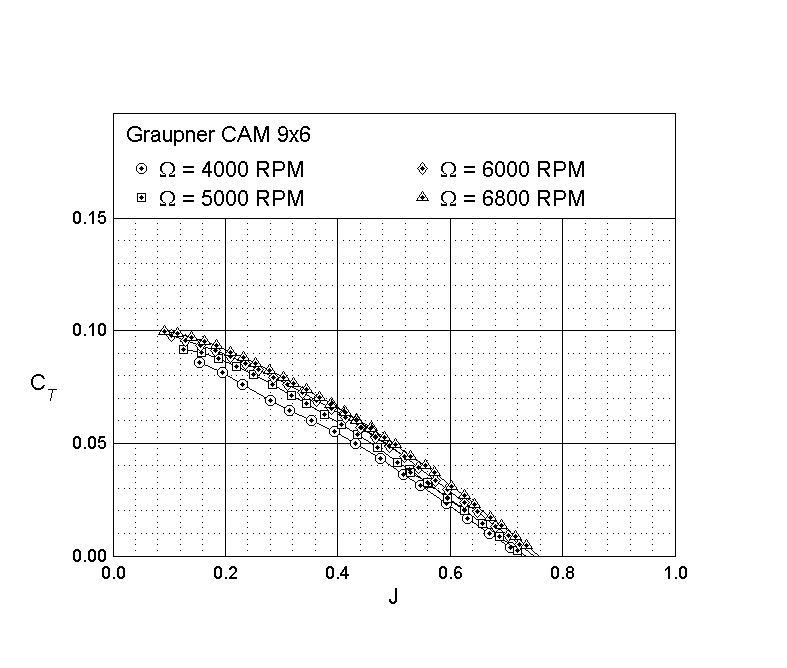 Graupner CAM 9x6
Ω = 4000 RPM Ω = 6000 RPM
Ω = 5000 RPM Ω = 6800 RPM
0.15
0.10
C_T
0.05
0.00
0.0 0.2 0.4 0.6 0.8 1.0
J